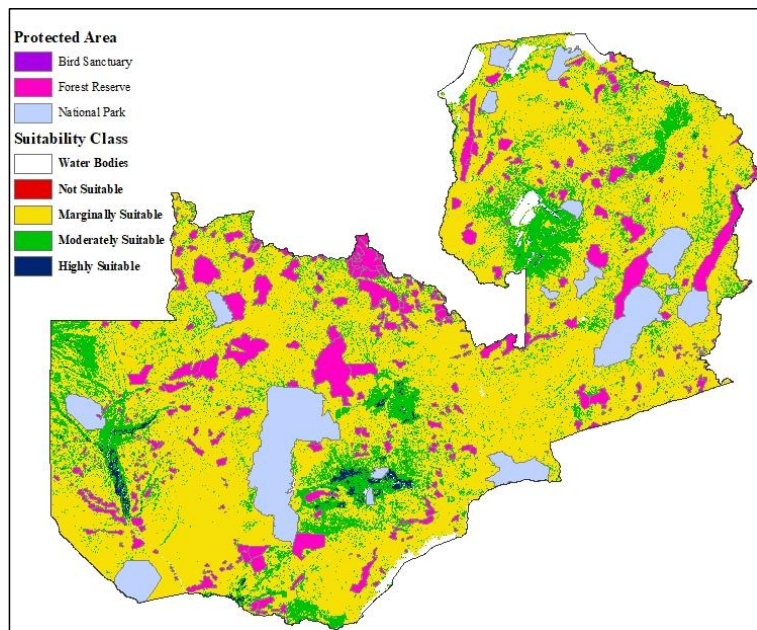 Protected Area
Bird Sanctuary
Forest Reserve
National Park
Suitability Class
Water Bodies
Not Suitable
Marginally Suitable
Moderately Suitable
Highly Suitable